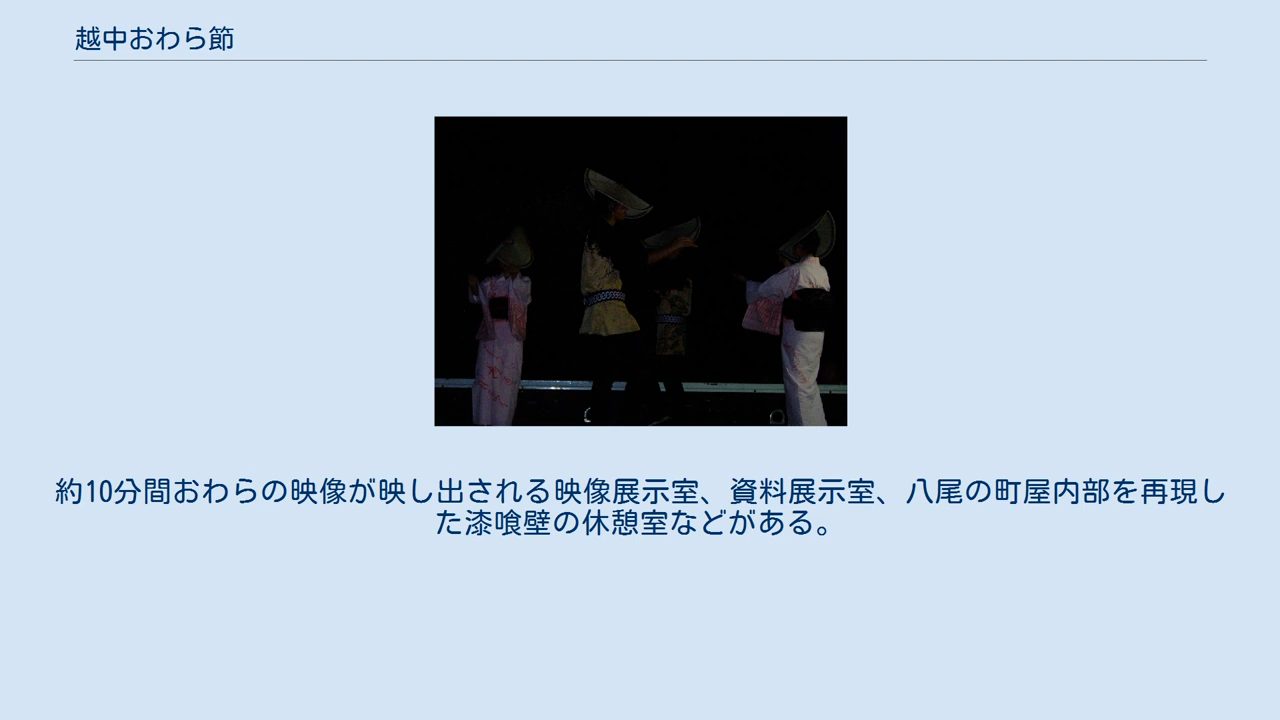 越中おわら節
約10分間おわらの映像が映し出される映像展示室、資料展示室、八尾の町屋内部を再現し
た漆喰壁の休憩室などがある。